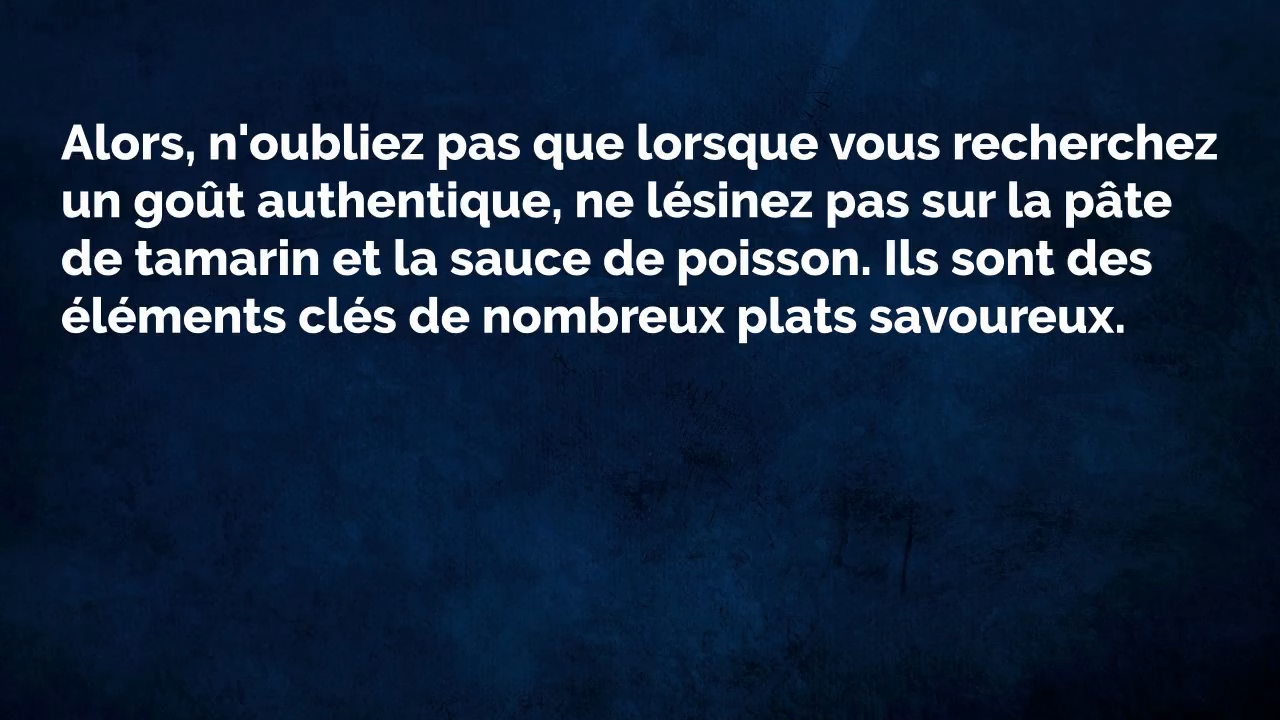 Alors, n'oubliez pas que lorsque vous recherchez
un goût authentique, ne lésinez pas sur la pâte
de tamarin et la sauce de poisson. Ils sont des
éléments clés de nombreux plats savoureux.